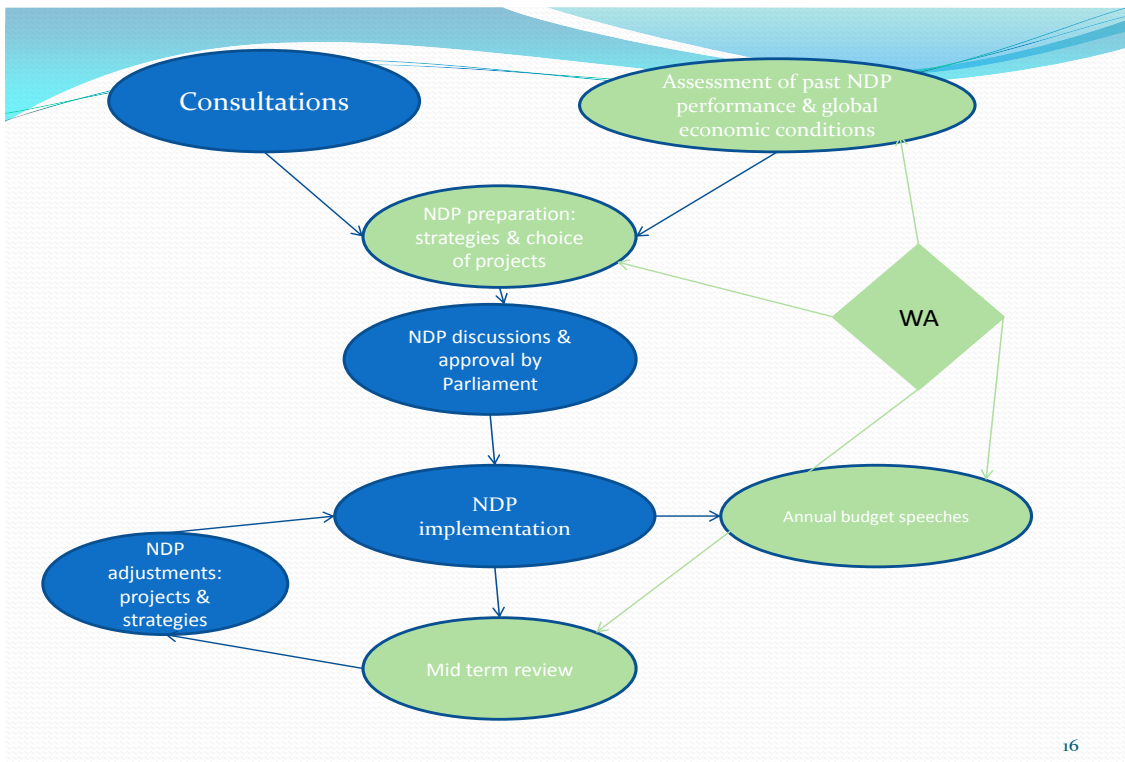 Consultations
Assessment of past NDP
performance & global
economic conditions
NDP preparation:
strategies & choice
of projects
WA
NDP discussions &
approval by
Parliament
NDP
implementation
Annual budget speeches
NDP
adjustments:
projects &
strategies
Mid term review
16